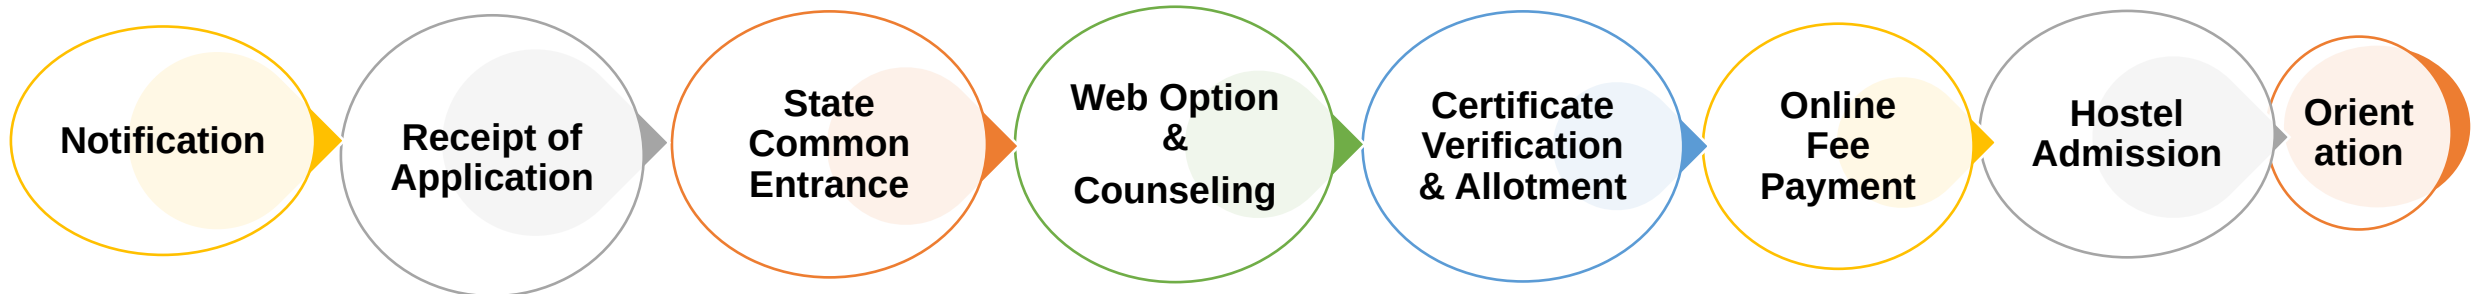 Notification
Receipt of
Application
State
Common
Entrance
Web Option
&
Counseling
Certificate
Verification
& Allotment
Online
Fee
Payment
Hostel
Admission
Orient
ation